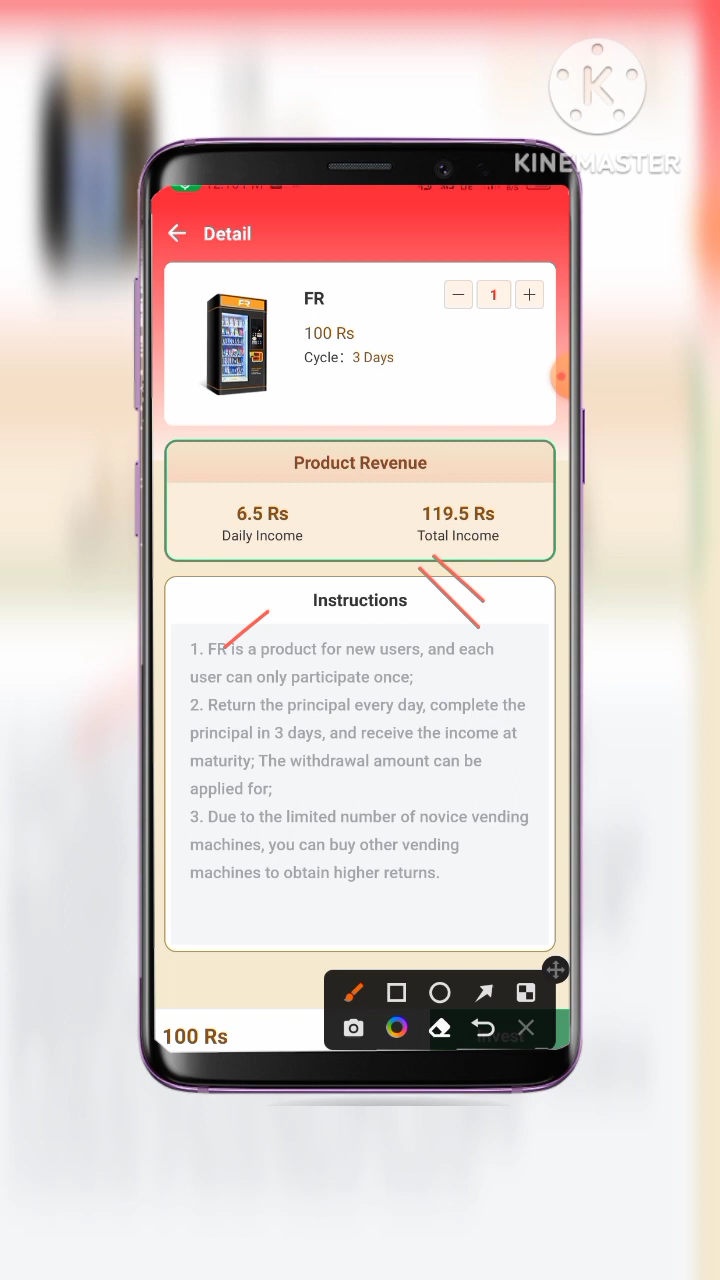 KINEMASTER
Detail
FR
1
100 Rs
Cycle: 3 Days
Product Revenue
6.5 Rs
119.5 Rs
Daily Income
Total Income
Instructions
1. FR is a product for new users, and each
user can only participate once;
2. Return the principal every day, complete the
principal in 3 days, and receive the income at
maturity; The withdrawal amount can be
applied for;
3. Due to the limited number of novice vending
machines, you can buy other vending
machines to obtain higher returns.
100 Rs
Invest